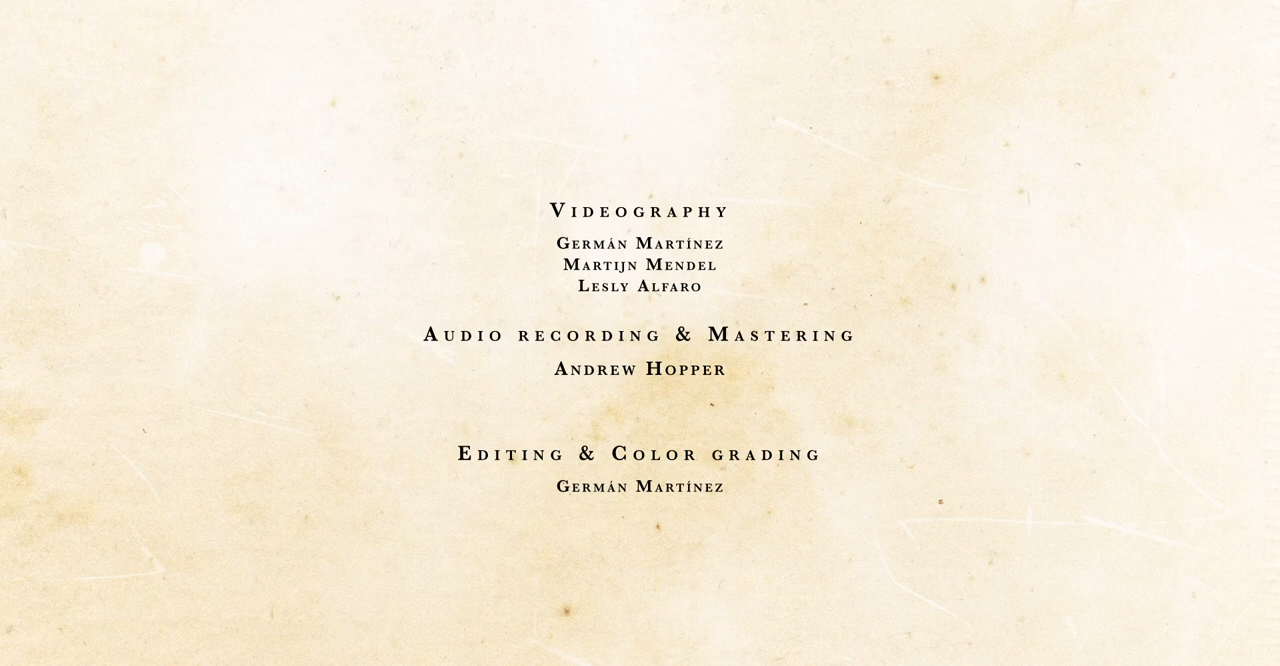 Videography
Germán Martínez
Martijn Mendel
Lesly Alfaro
Audio recording & Mastering
Andrew Hopper
Editing & Color grading
Germán Martínez